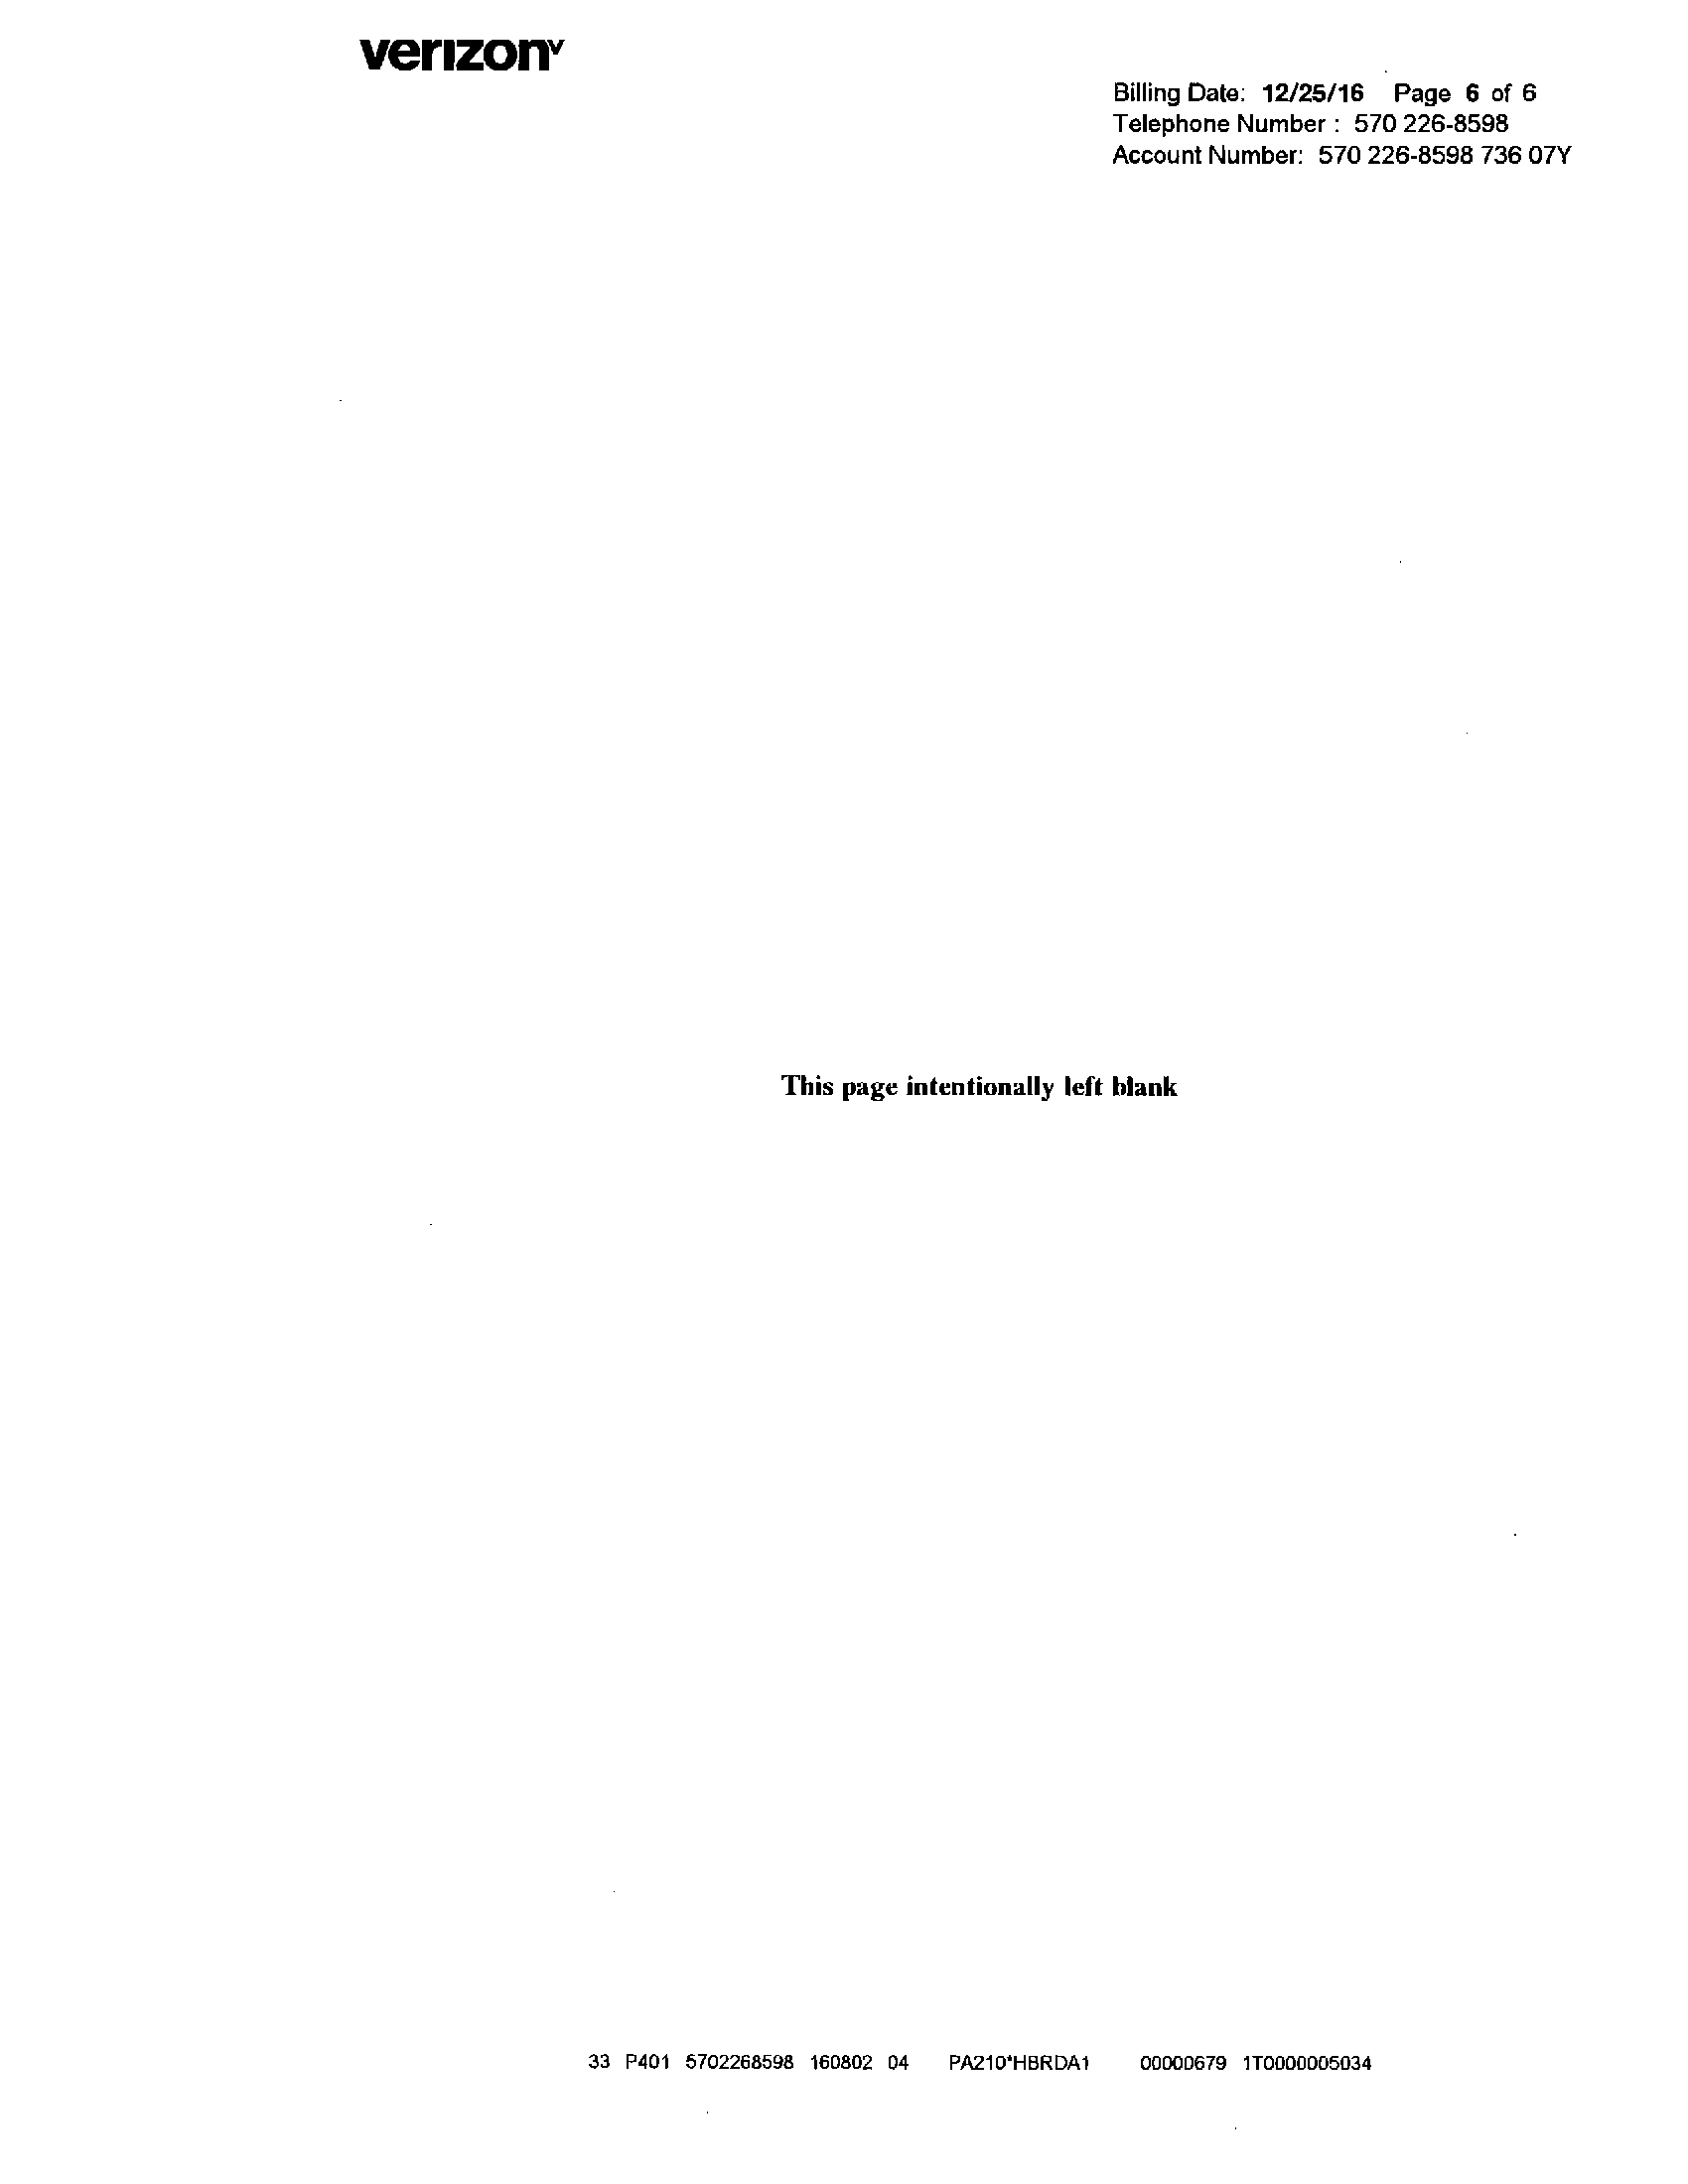 verizon✓
Billing Date: 12/25/16 Page 6 of 6
Telephone Number : 570 226-8598
Account Number: 570 226-8598 736 07Y
This page intentionally left blank
33 P401 5702268598 160802 04 PA210*HBRDA1 00000679 1T0000005034